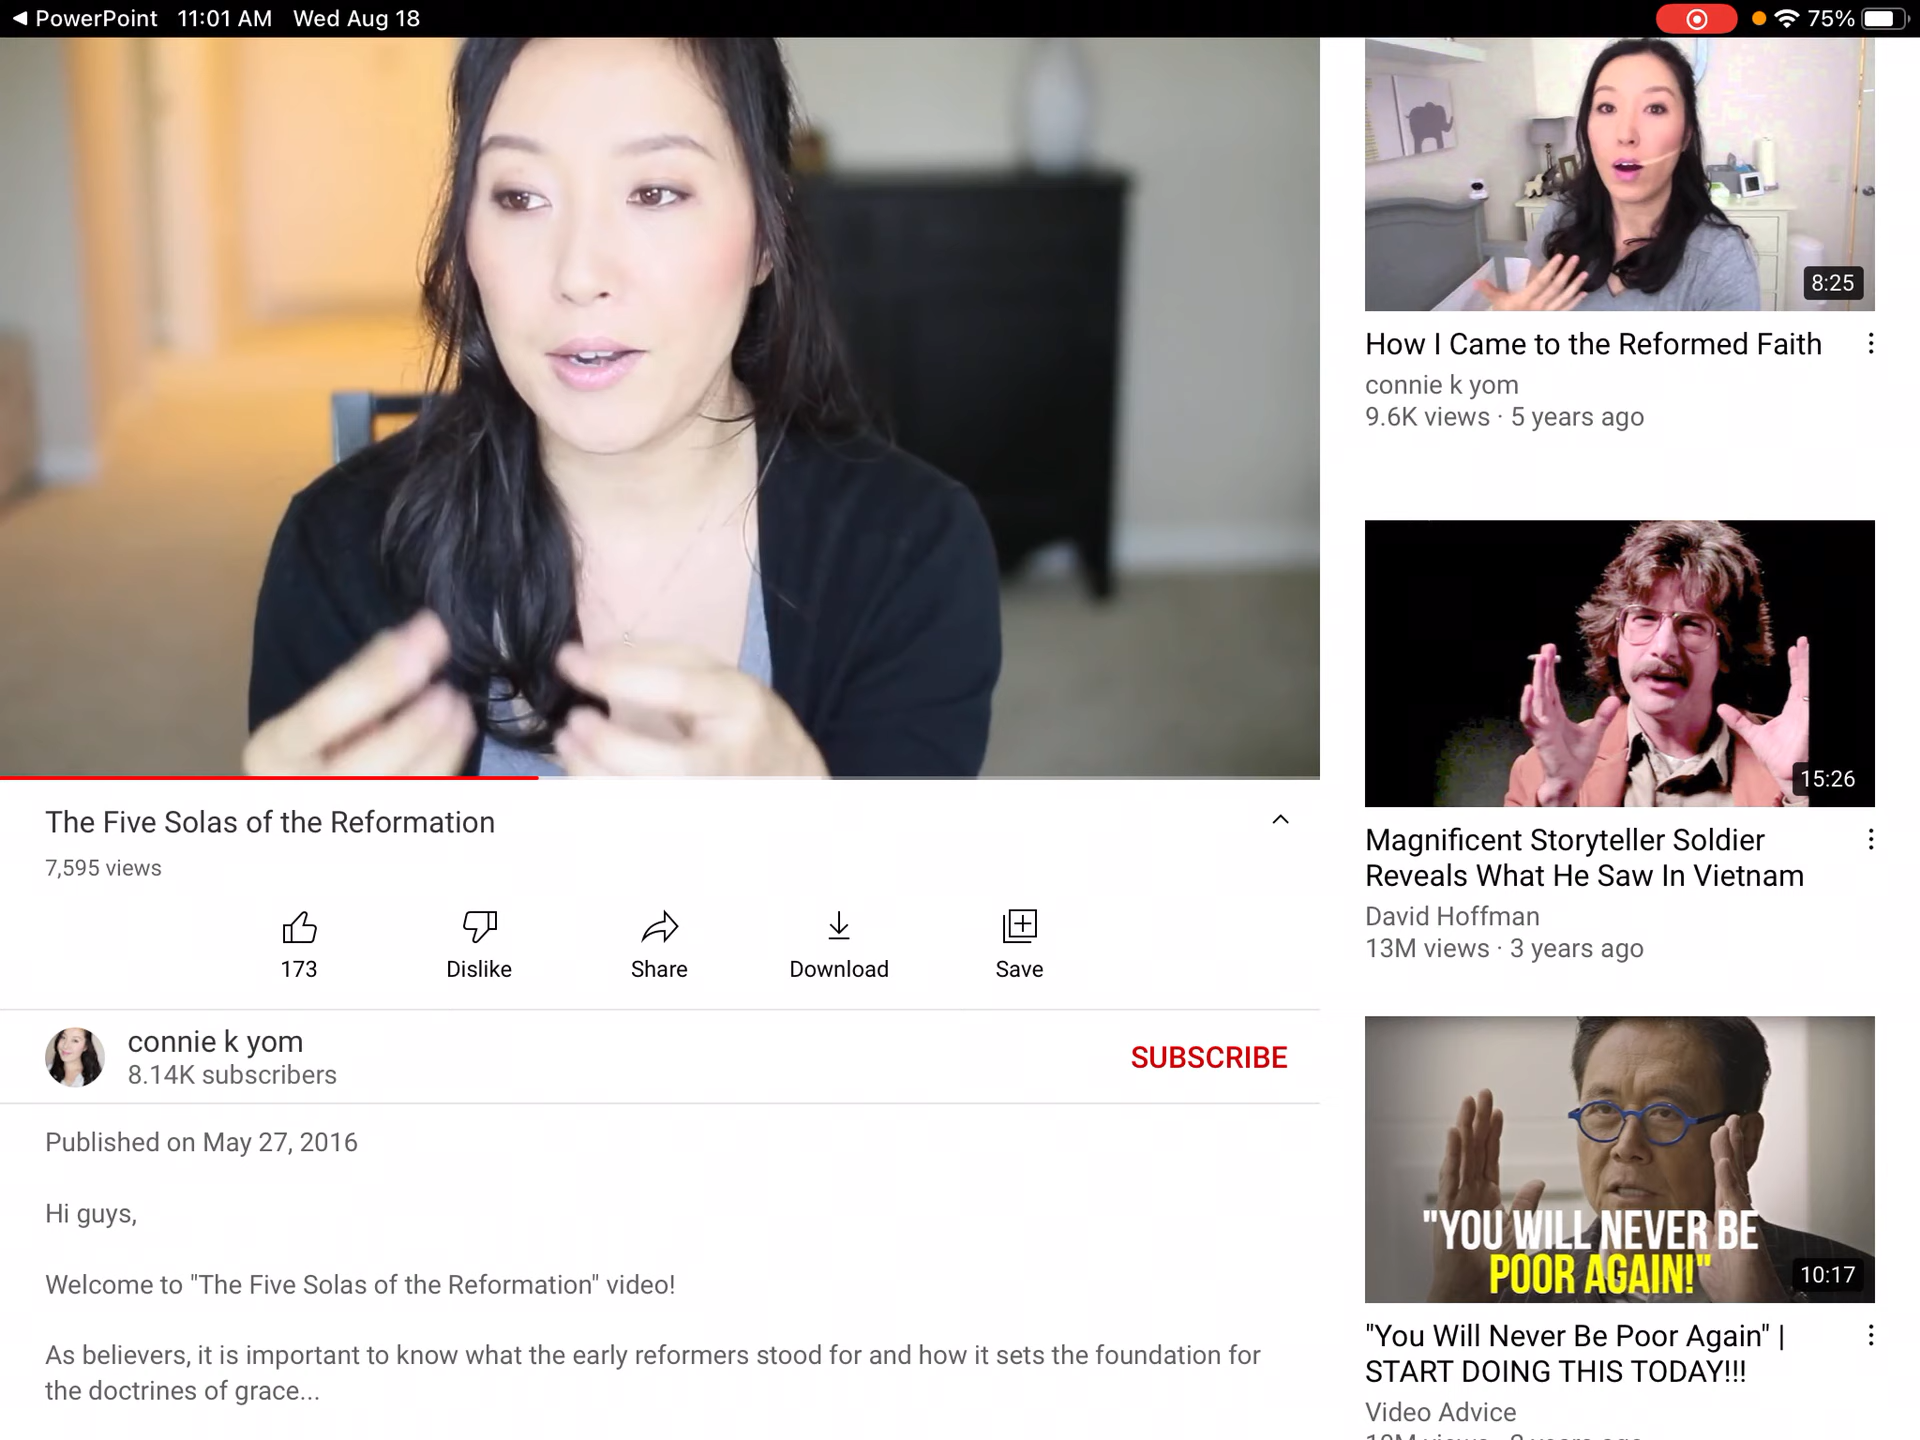 PowerPoint 11:01 AM Wed Aug 18
75%
The Five Solas of the Reformation
7,595 views
173
Dislike
Share
Download
Save
connie k yom
8.14K subscribers
SUBSCRIBE
Published on May 27, 2016
Hi guys,
Welcome to "The Five Solas of the Reformation" video!
As believers, it is important to know what the early reformers stood for and how it sets the foundation for
the doctrines of grace...
8:25
How I Came to the Reformed Faith
connie k yom
9.6K views · 5 years ago
15:26
Magnificent Storyteller Soldier
Reveals What He Saw In Vietnam
David Hoffman
13M views · 3 years ago
"YOU WILL NEVER BE
POOR AGAIN!"
10:17
"You Will Never Be Poor Again" |
START DOING THIS TODAY!!!
Video Advice